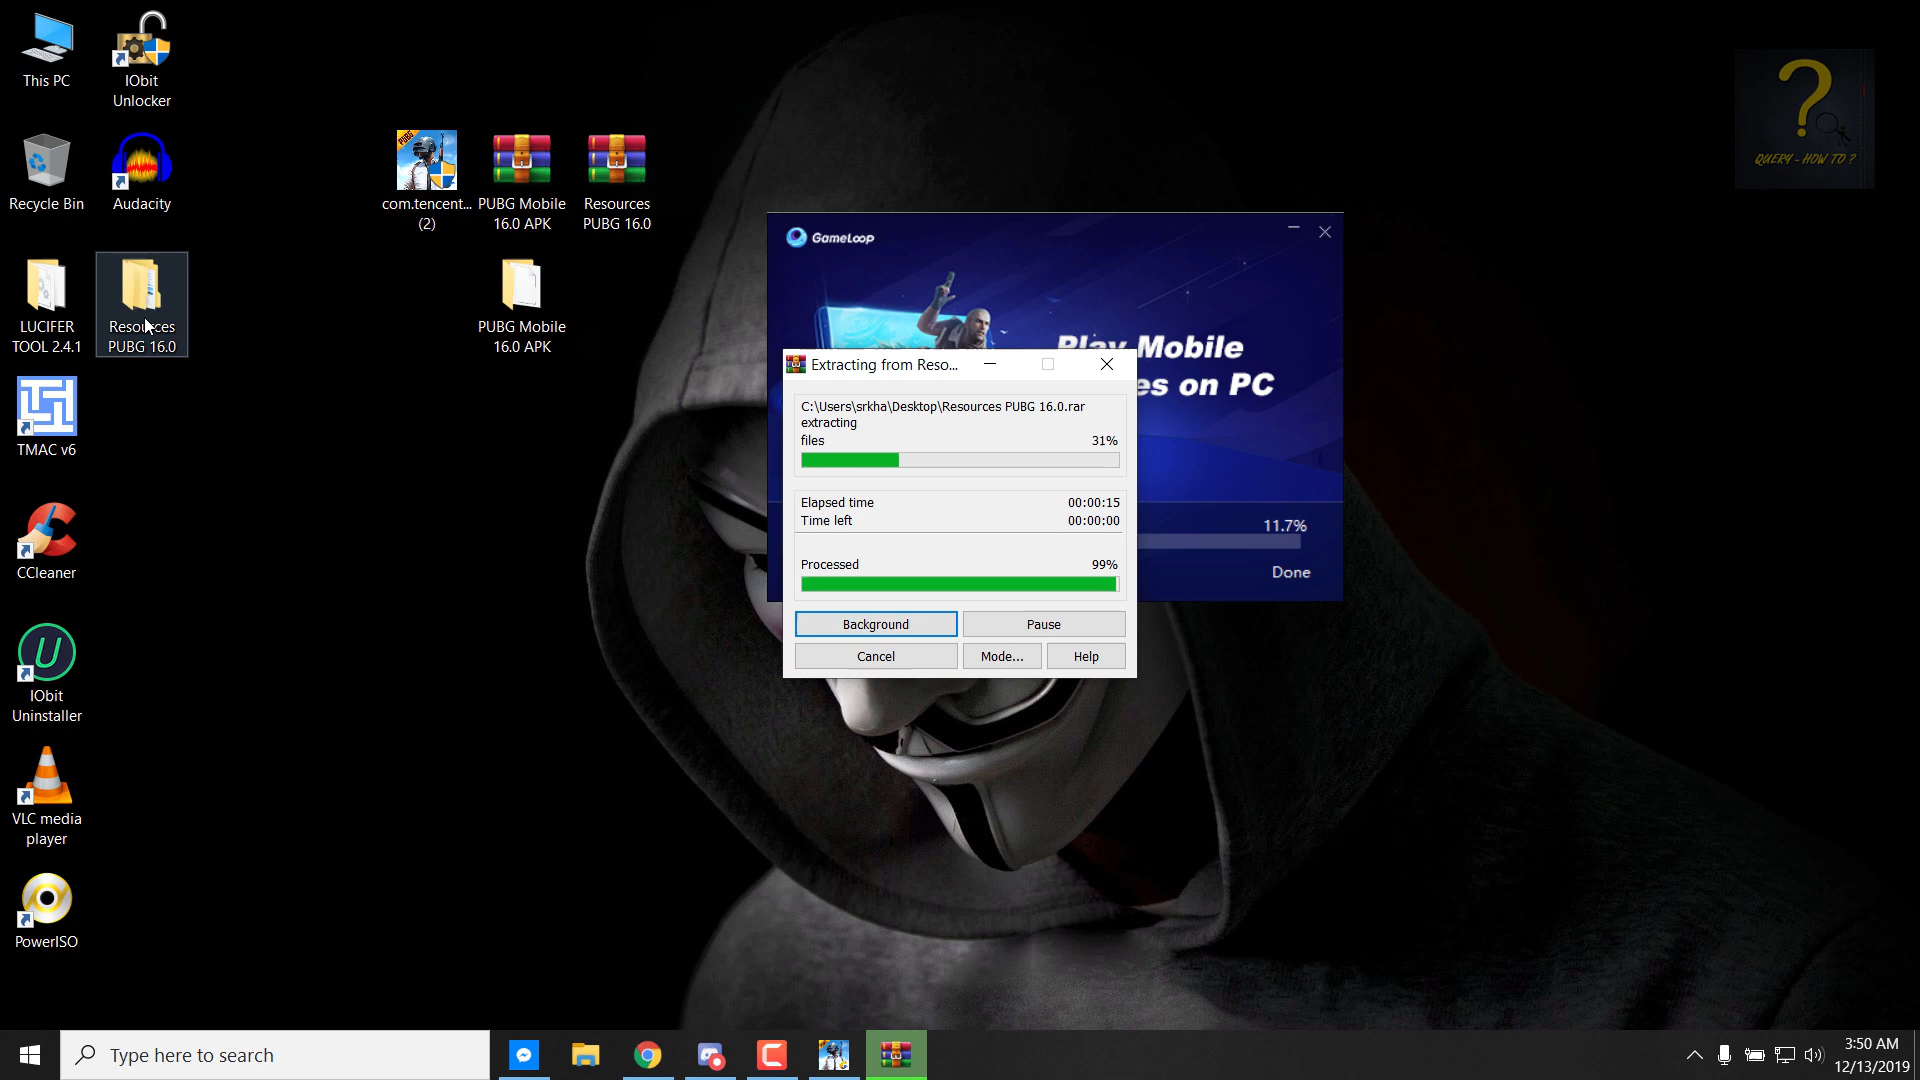 This PC
IObit
Unlocker
Recycle Bin
Audacity
com.tencent...
(2)
PUBG Mobile
16.0 APK
Resources
PUBG 16.0
LUCIFER
TOOL 2.4.1
Resources
PUBG 16.0
PUBG Mobile
16.0 APK
TMAC v6
CCleaner
IObit
Uninstaller
VLC media
player
PowerISO
?
QUERY - HOW TO ?
GameLoop
Play Mobile
es on PC
11.7%
Done
Extracting from Reso...
C:\Users\srkha\Desktop\Resources PUBG 16.0.rar
extracting
files 31%
Elapsed time 00:00:15
Time left 00:00:00
Processed 99%
Background Pause
Cancel Mode... Help
Type here to search
3:50 AM
12/13/2019